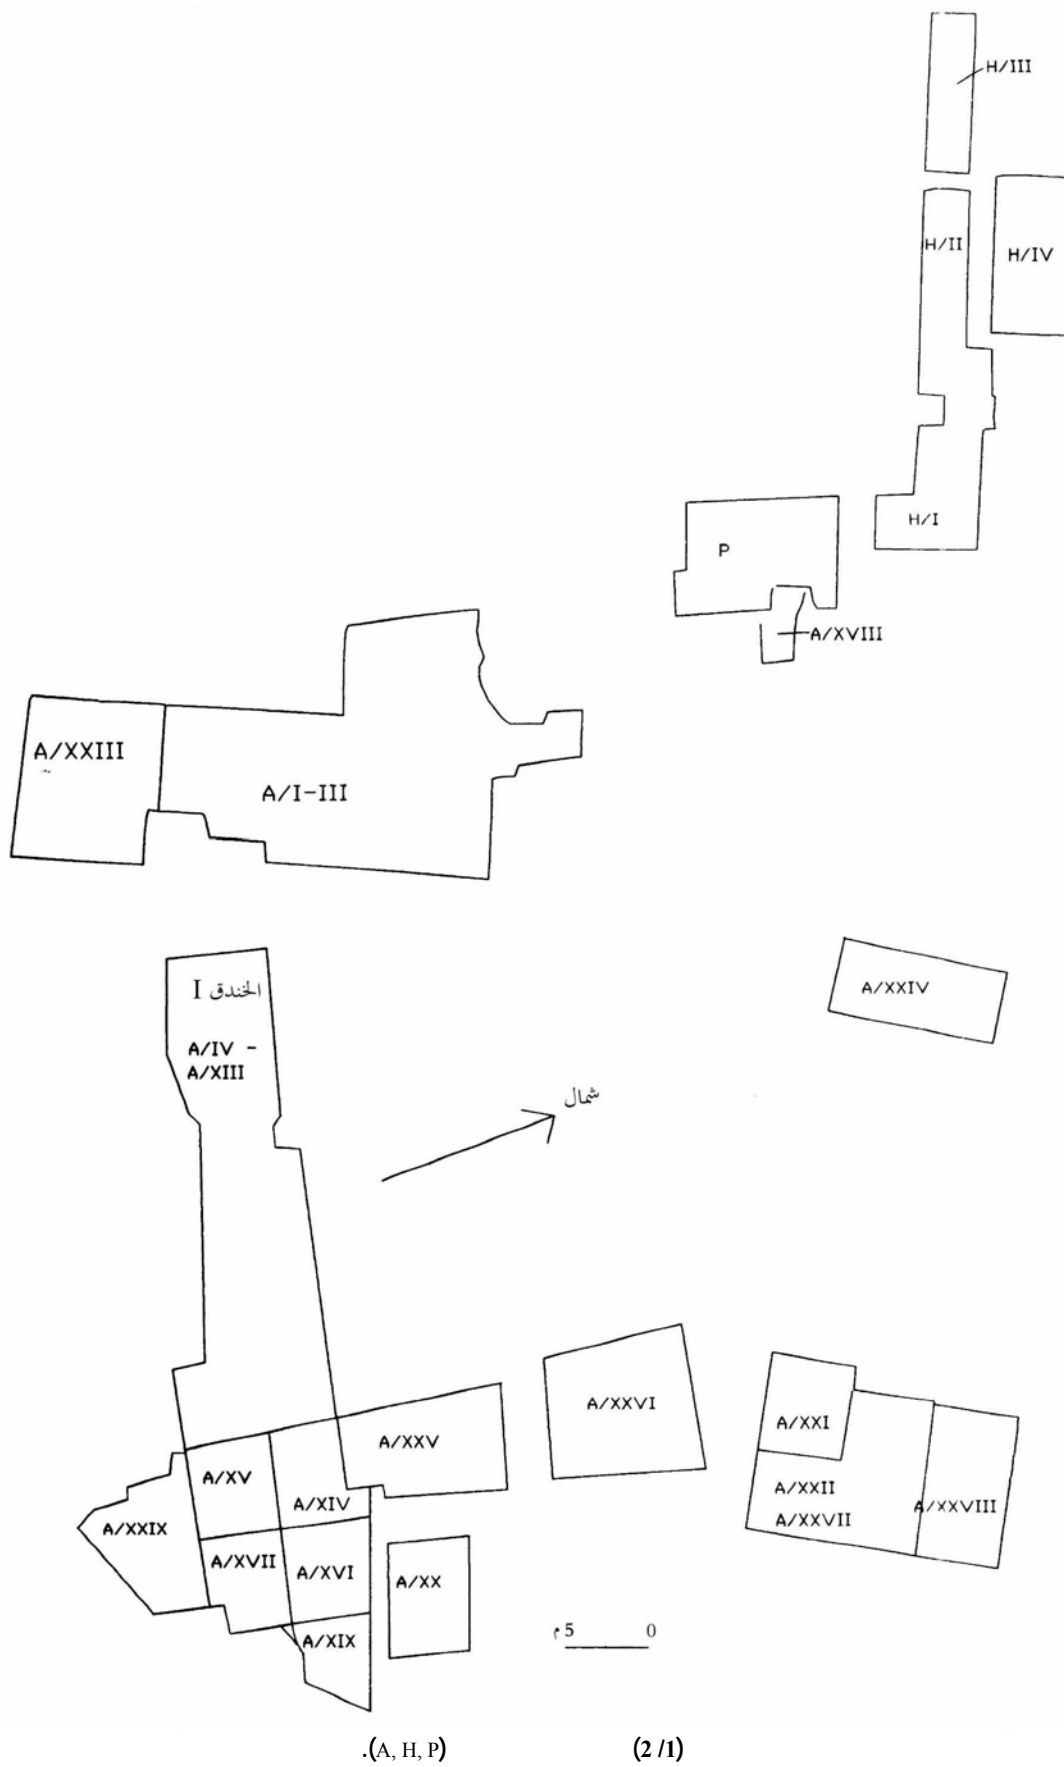 H/III
H/II
H/IV
H/I
P
A/XVIII
A/XXIII
A/I-III
الخندق I
A/IV -
A/XIII
A/XXIV
شمال
A/XXVI
A/XXI
A/XXV
A/XV
A/XXII
A/XIV
A/XXVIII
A/XXVII
A/XXIX
A/XVII
A/XVI
A/XX
A/XIX
5 م 0
(2 /1) (A, H, P).